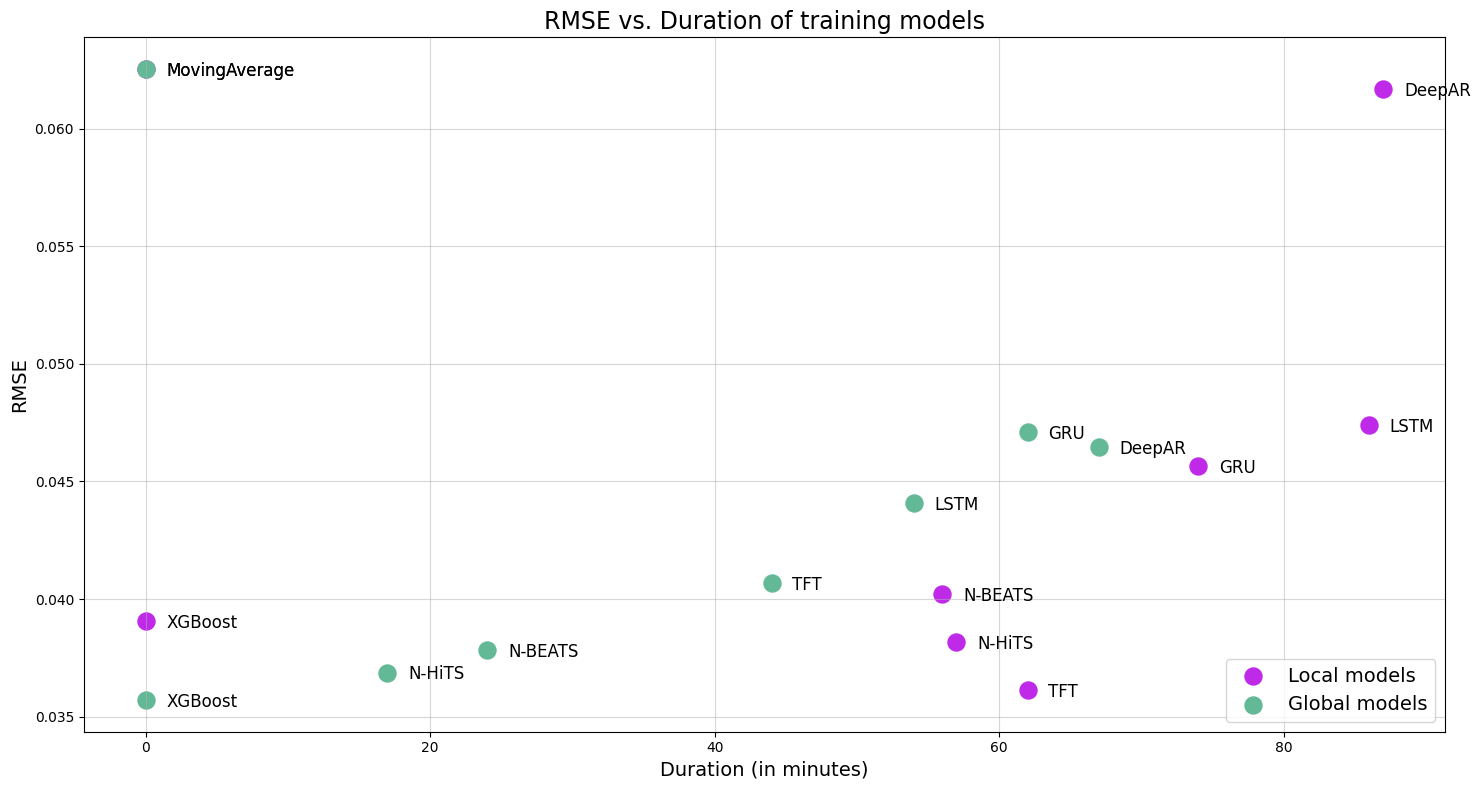 RMSE vs. Duration of training models
MovingAverage
DeepAR
0.060
0.055
0.050
RMSE
LSTM
GRU
DeepAR
GRU
0.045
LSTM
TFT
N-BEATS
0.040
XGBoost
N-HiTS
N-BEATS
N-HiTS
TFT
XGBoost
Local models
Global models
0.035
0 20 40 60 80
Duration (in minutes)